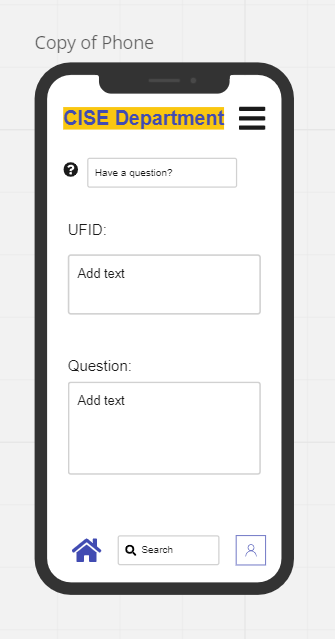 Copy of Phone
CISE Department
Have a question?
UFID:
Add text
Question:
Add text
Search